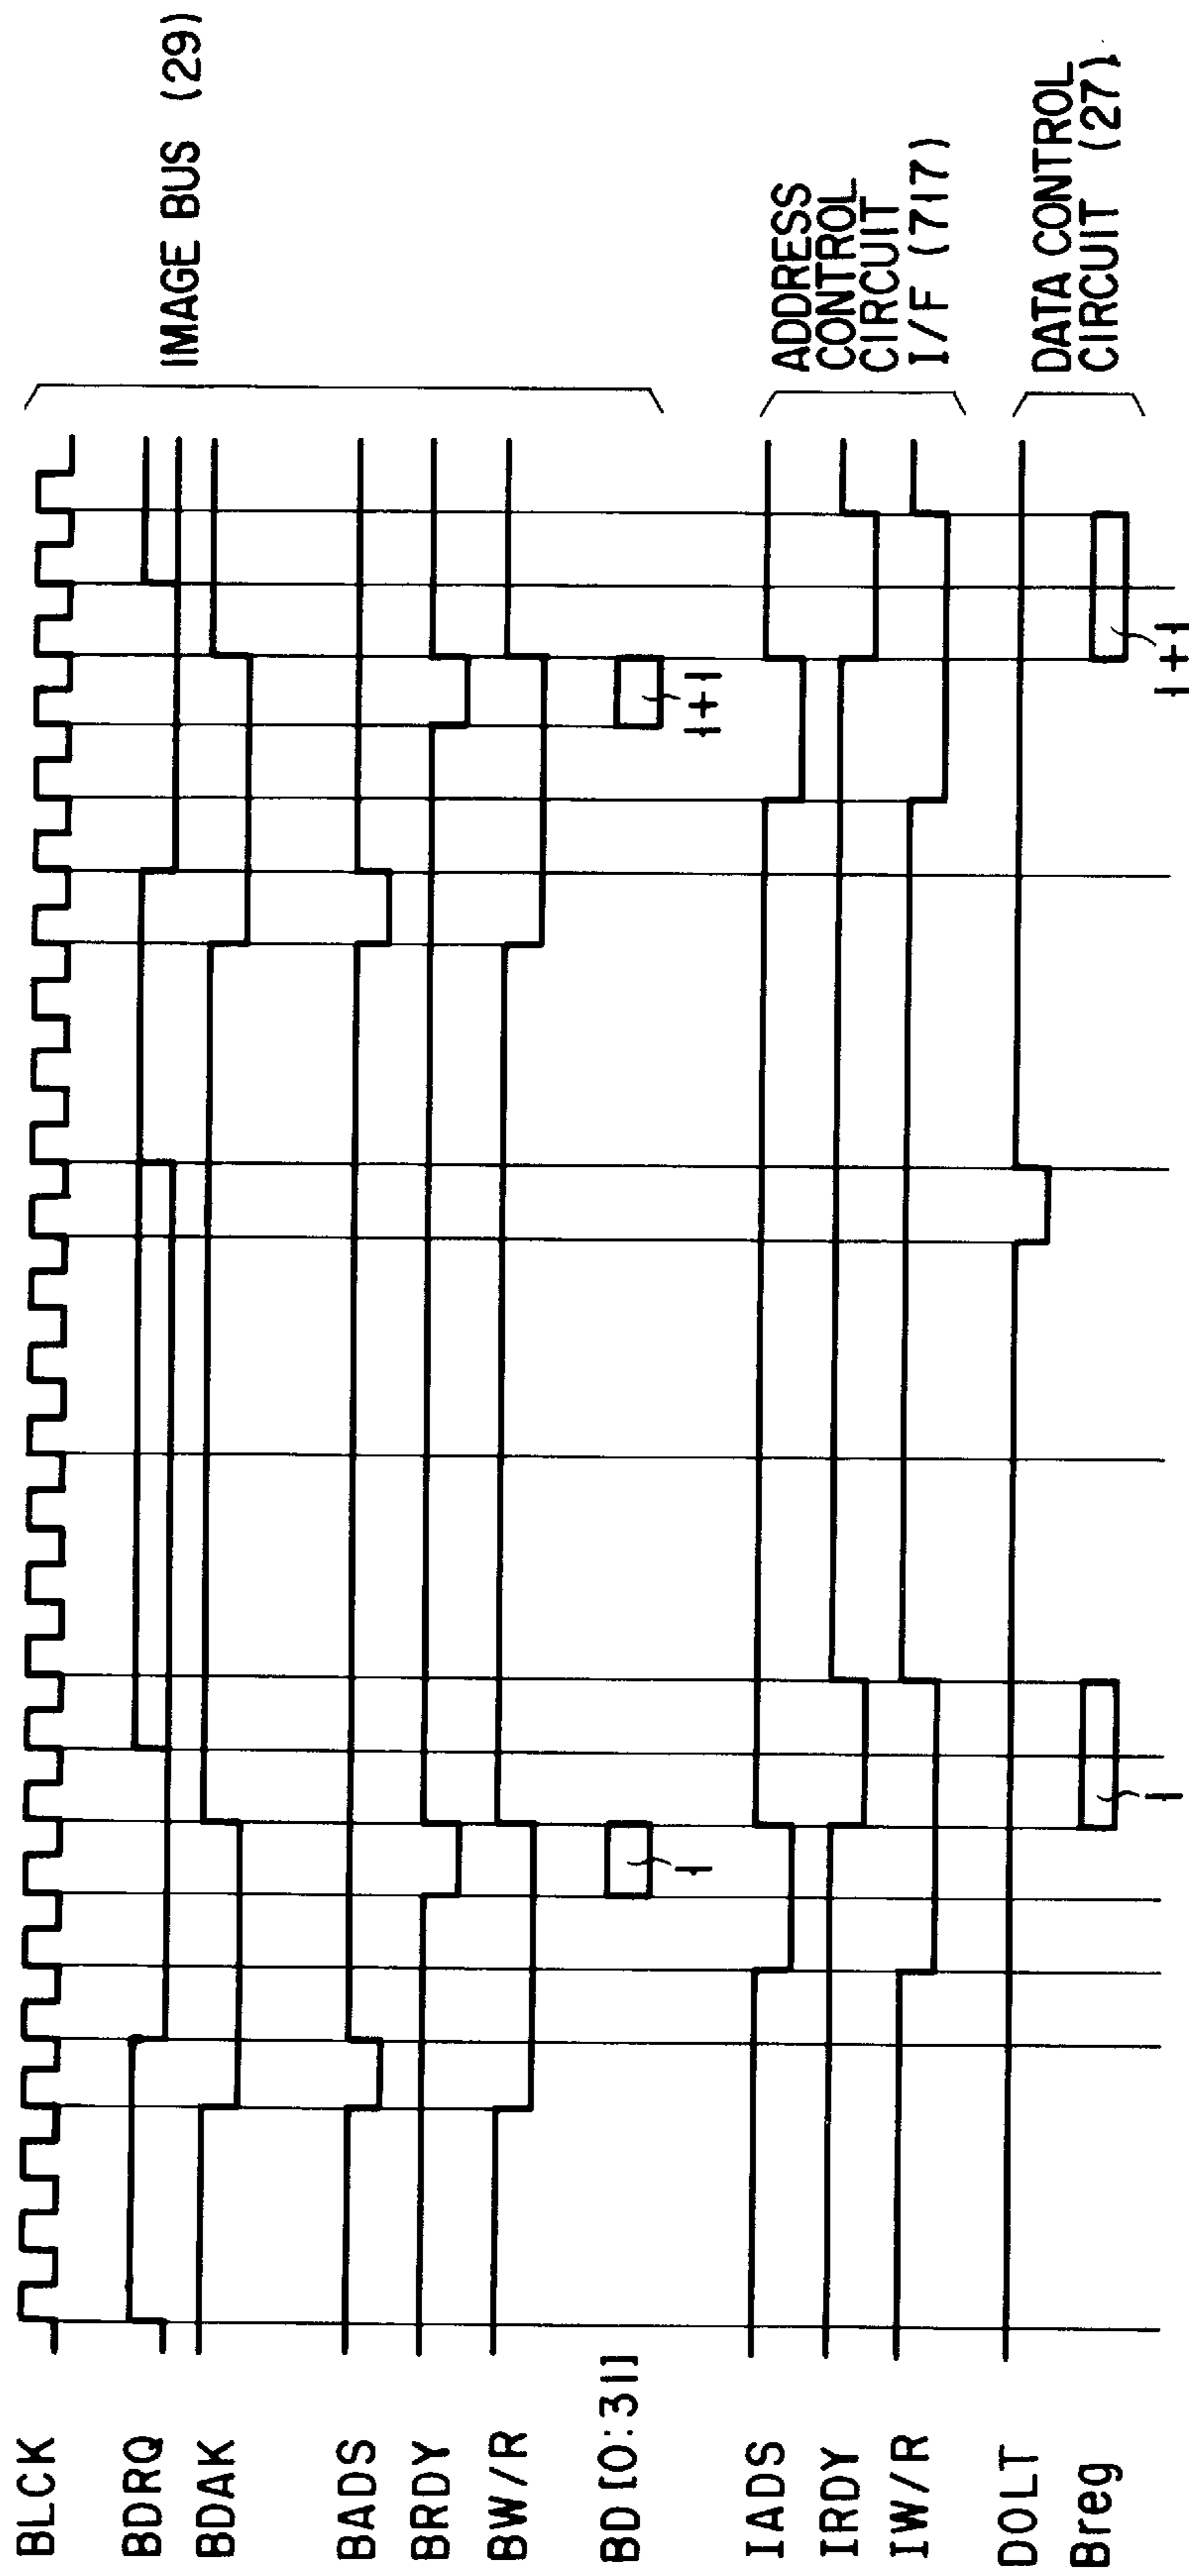 BLCK
BDRQ
BDAK
BADS
BRDY
BW/R
BD [0:31]
IADS
IRDY
IW/R
DOLT
Breg
i
i+1
i
i+1
IMAGE BUS (29)
ADDRESS
CONTROL
CIRCUIT
I/F (717)
DATA CONTROL
CIRCUIT (27)